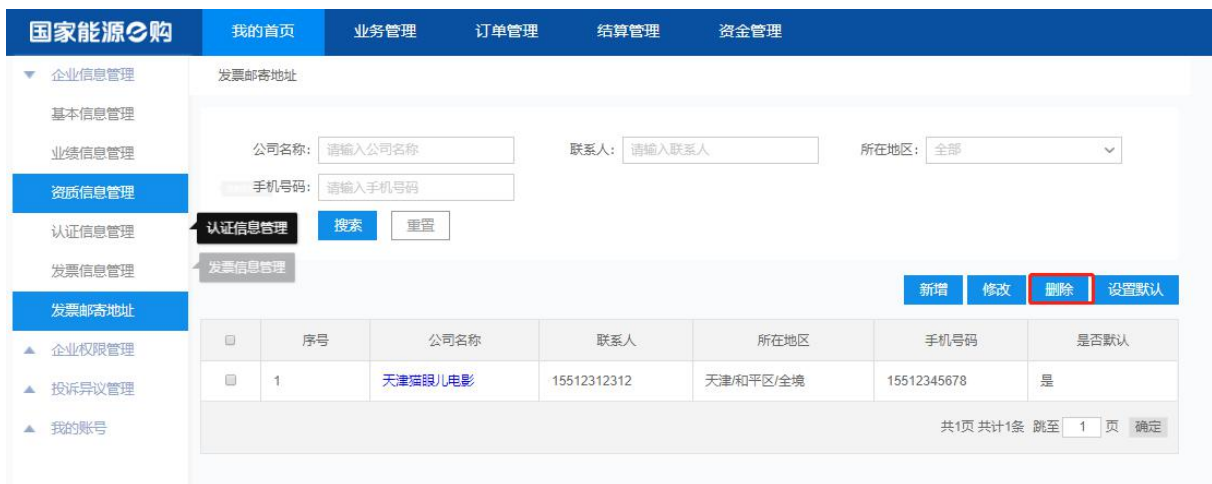 国家能源e购 我的首页 业务管理 订单管理 结算管理 资金管理
企业信息管理 发票邮寄地址
基本信息管理
业绩信息管理 公司名称: 请输入公司名称 联系人: 请输入联系人 所在地区: 全部
资质信息管理 手机号码: 请输入手机号码
认证信息管理 认证信息管理 搜索 重置
发票信息管理 发票信息管理
新增 修改 删除 设置默认
发票邮寄地址
企业权限管理 序号 公司名称 联系人 所在地区 手机号码 是否默认
投诉异议管理 1 天津猫眼儿电影 15512312312 天津/和平区/全境 15512345678 是
我的账号 共1页 共计1条 跳至 1 页 确定